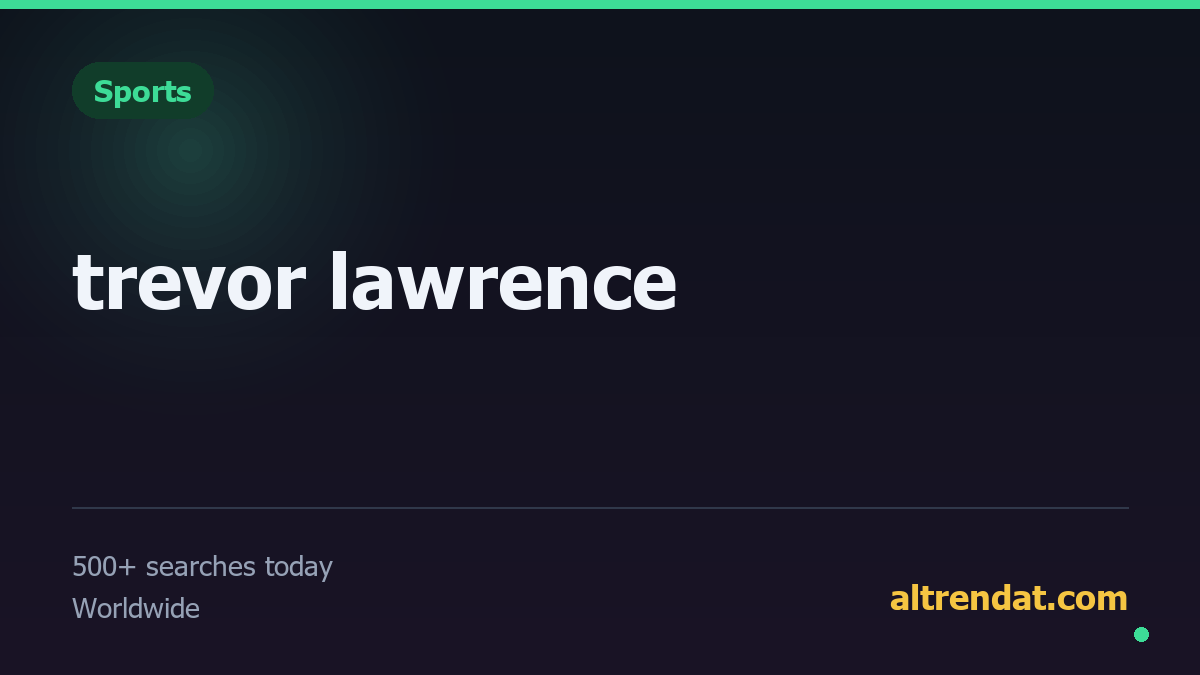 Sports
trevor lawrence
500+ searches today
Worldwide
altrendat.com